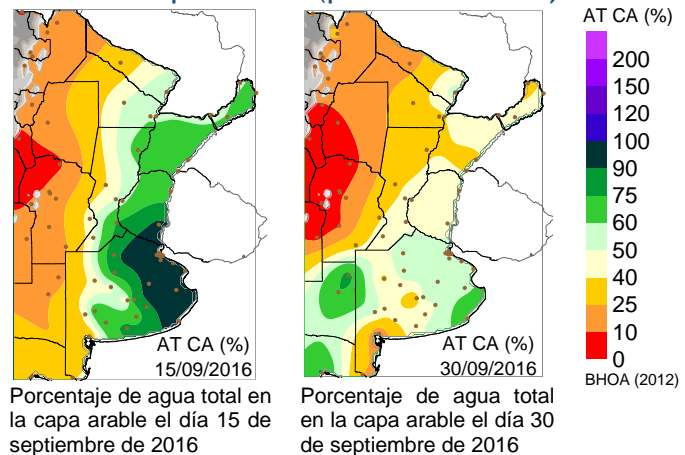 AT CA (%)
15/09/2016
Porcentaje de agua total en
la capa arable el día 15 de
septiembre de 2016
AT CA (%)
30/09/2016
Porcentaje de agua total
en la capa arable el día 30
de septiembre de 2016
AT CA (%)
200
150
120
100
90
75
60
50
40
25
10
0
BHOA (2012)